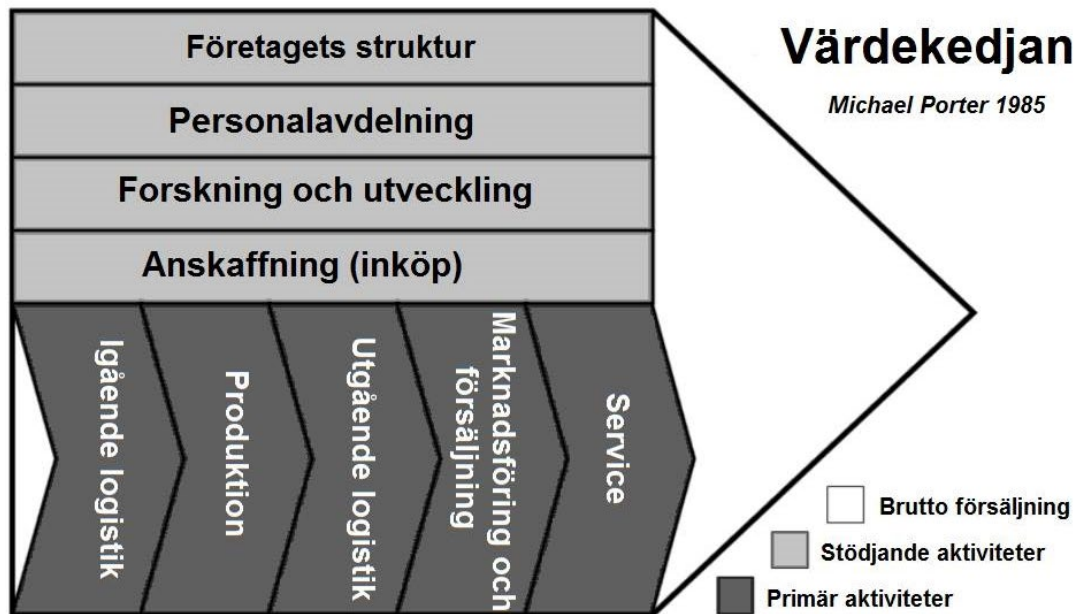 Värdekedjan
Michael Porter 1985
Företagets struktur
Personalavdelning
Forskning och utveckling
Anskaffning (inköp)
Igående logistik
Produktion
Utgående logistik
Marknadsföring och
försäljning
Service
Brutto försäljning
Stödjande aktiviteter
Primär aktiviteter